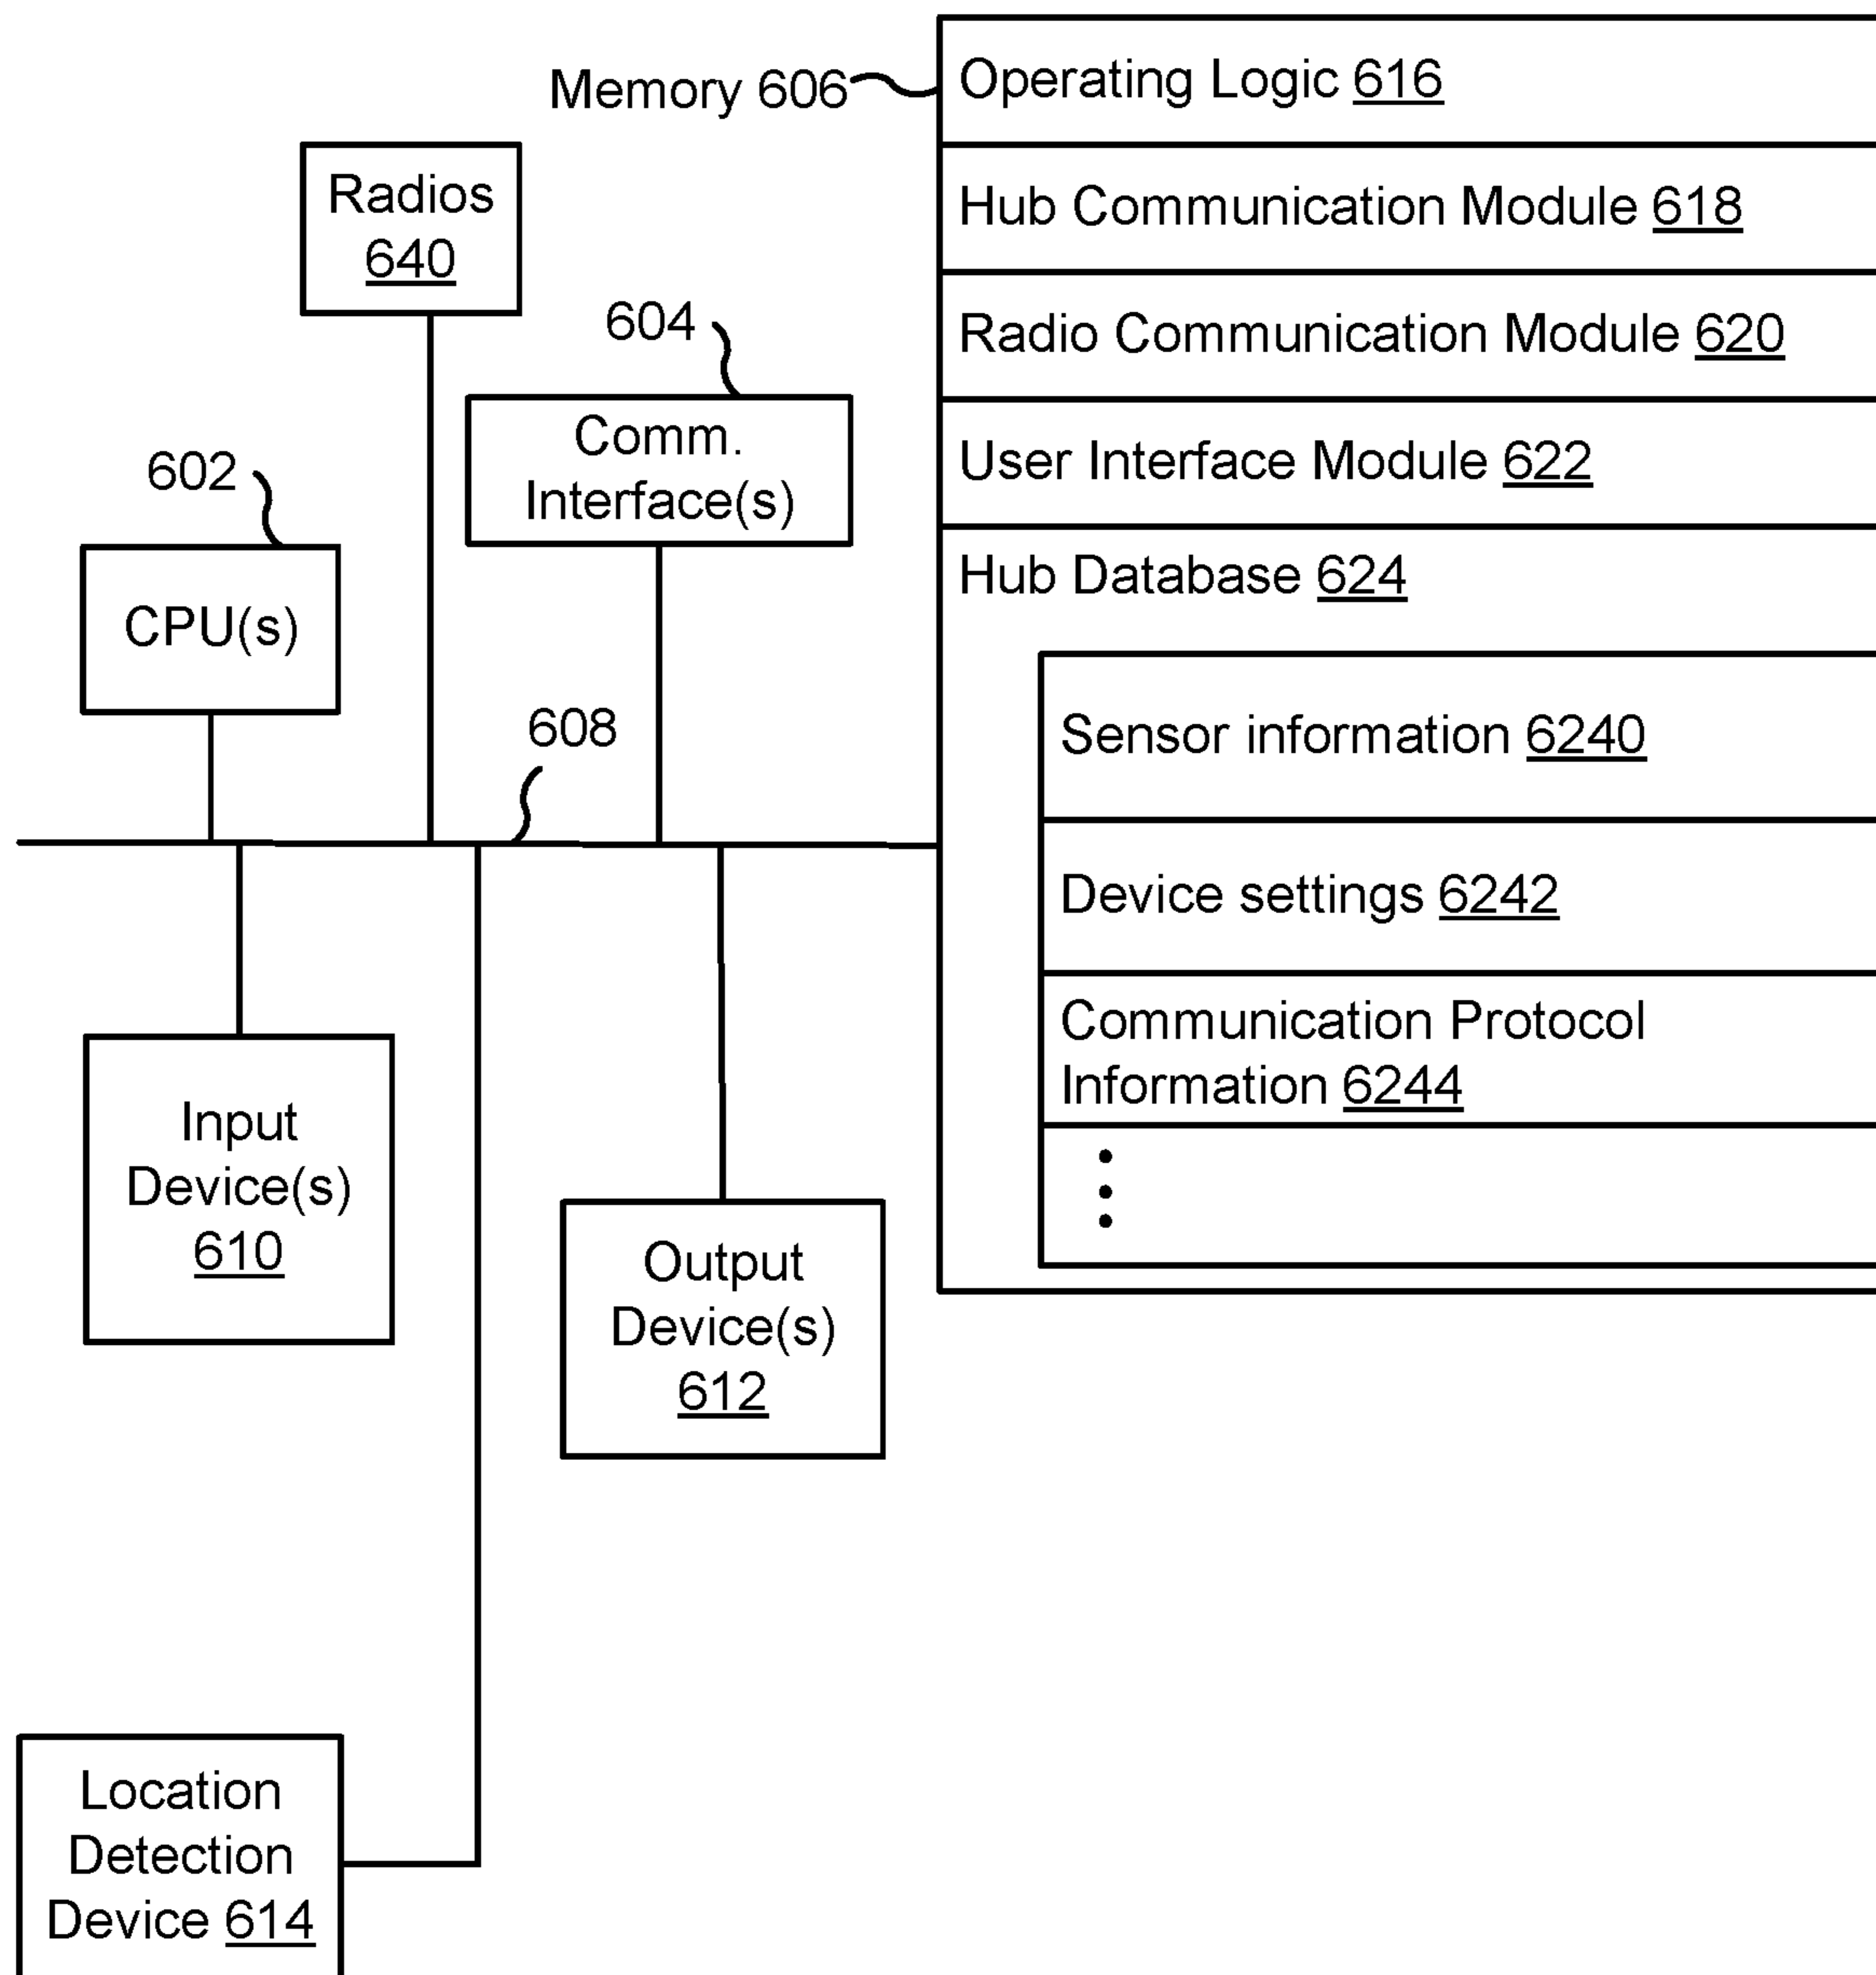 Memory 606
Operating Logic 616
Radios
640
Hub Communication Module 618
604
Radio Communication Module 620
Comm.
Interface(s)
602
User Interface Module 622
CPU(s)
Hub Database 624
608
Sensor information 6240
Device settings 6242
Communication Protocol
Information 6244
Input
Device(s)
610
Output
Device(s)
612
Location
Detection
Device 614